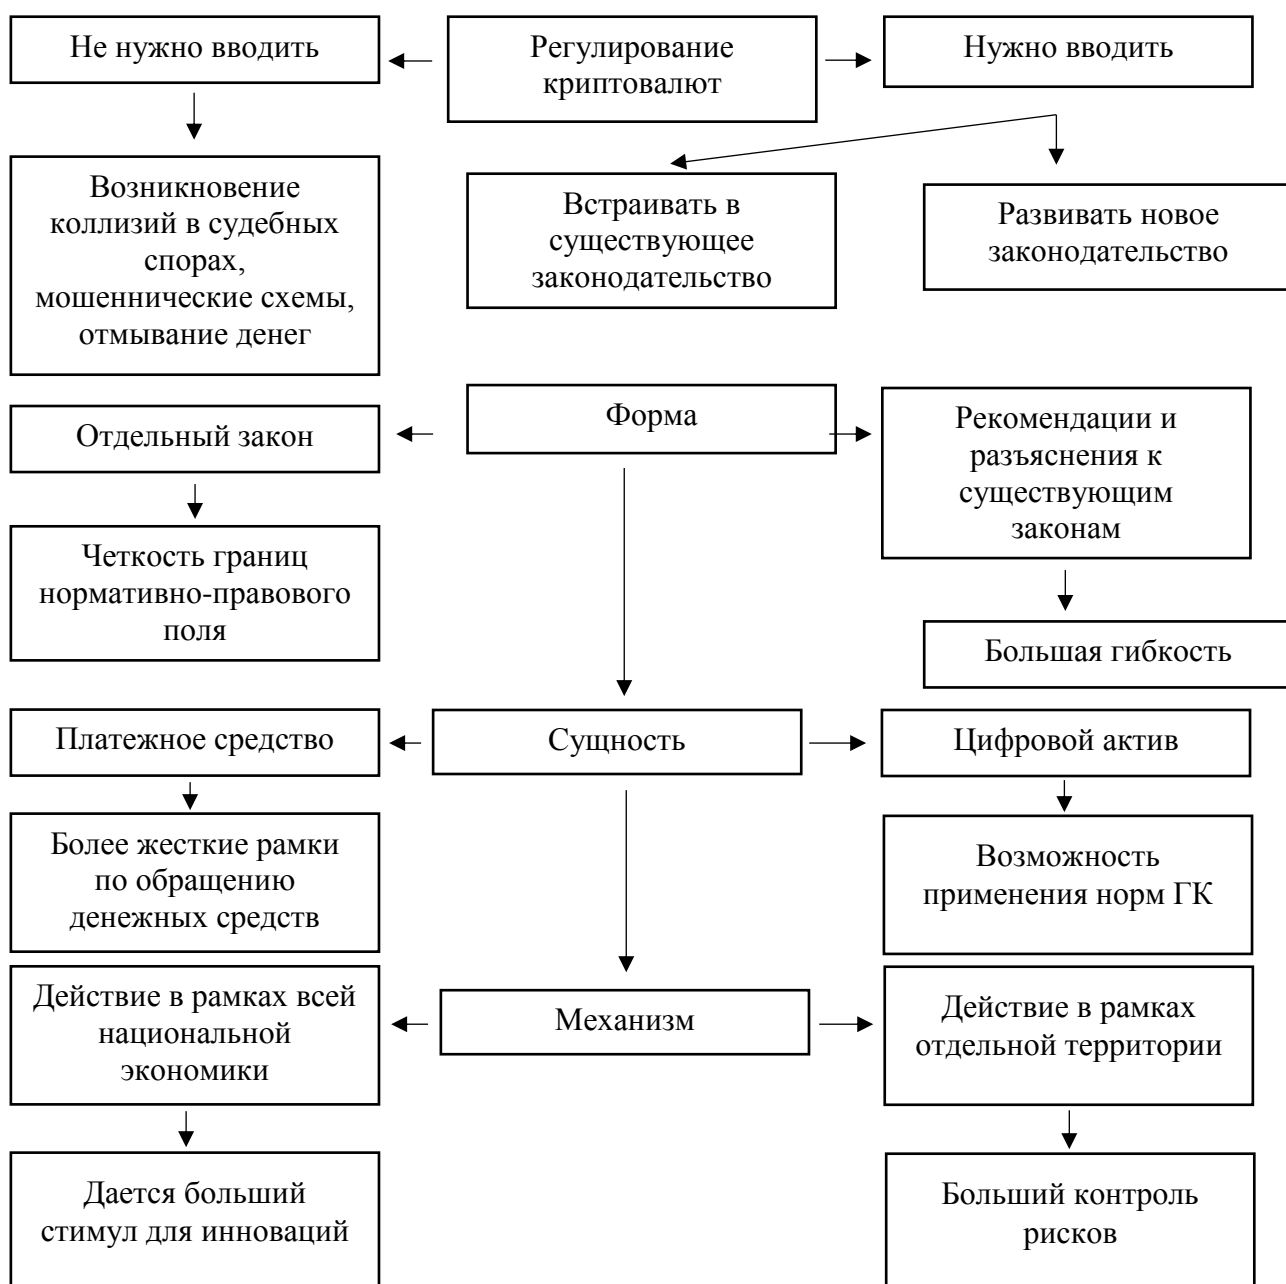 Не нужно вводить
Регулирование
криптовалют
Нужно вводить
Возникновение
коллизий в судебных
спорах,
мошеннические схемы,
отмывание денег
Встраивать в
существующее
законодательство
Развивать новое
законодательство
Отдельный закон
Форма
Рекомендации и
разъяснения к
существующим
законам
Четкость границ
нормативно-правового
поля
Большая гибкость
Платежное средство
Сущность
Цифровой актив
Более жесткие рамки
по обращению
денежных средств
Возможность
применения норм ГК
Действие в рамках всей
национальной
экономики
Механизм
Действие в рамках
отдельной территории
Дается больший
стимул для инноваций
Больший контроль
рисков